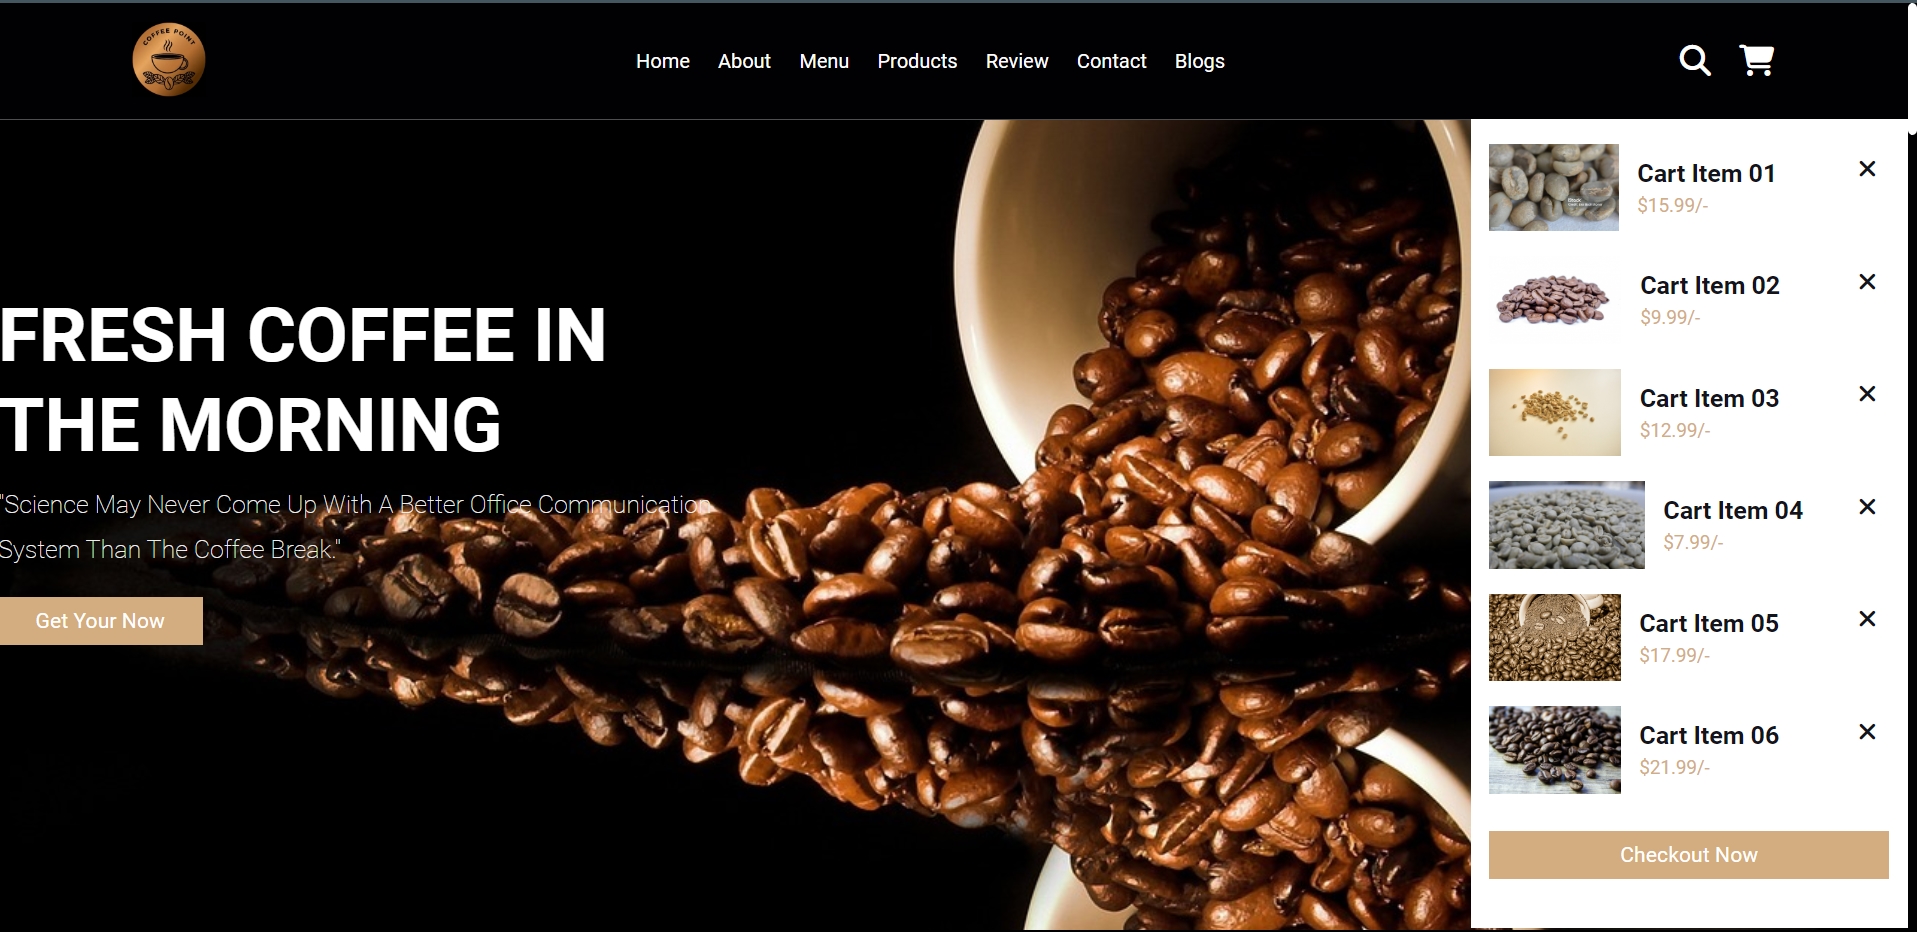 COFFEE POINT
Home About Menu Products Review Contact Blogs
FRESH COFFEE IN
THE MORNING
"Science May Never Come Up With A Better Office Communication
System Than The Coffee Break."
Get Your Now
Cart Item 01
$15.99/-
Cart Item 02
$9.99/-
Cart Item 03
$12.99/-
Cart Item 04
$7.99/-
Cart Item 05
$17.99/-
Cart Item 06
$21.99/-
Checkout Now